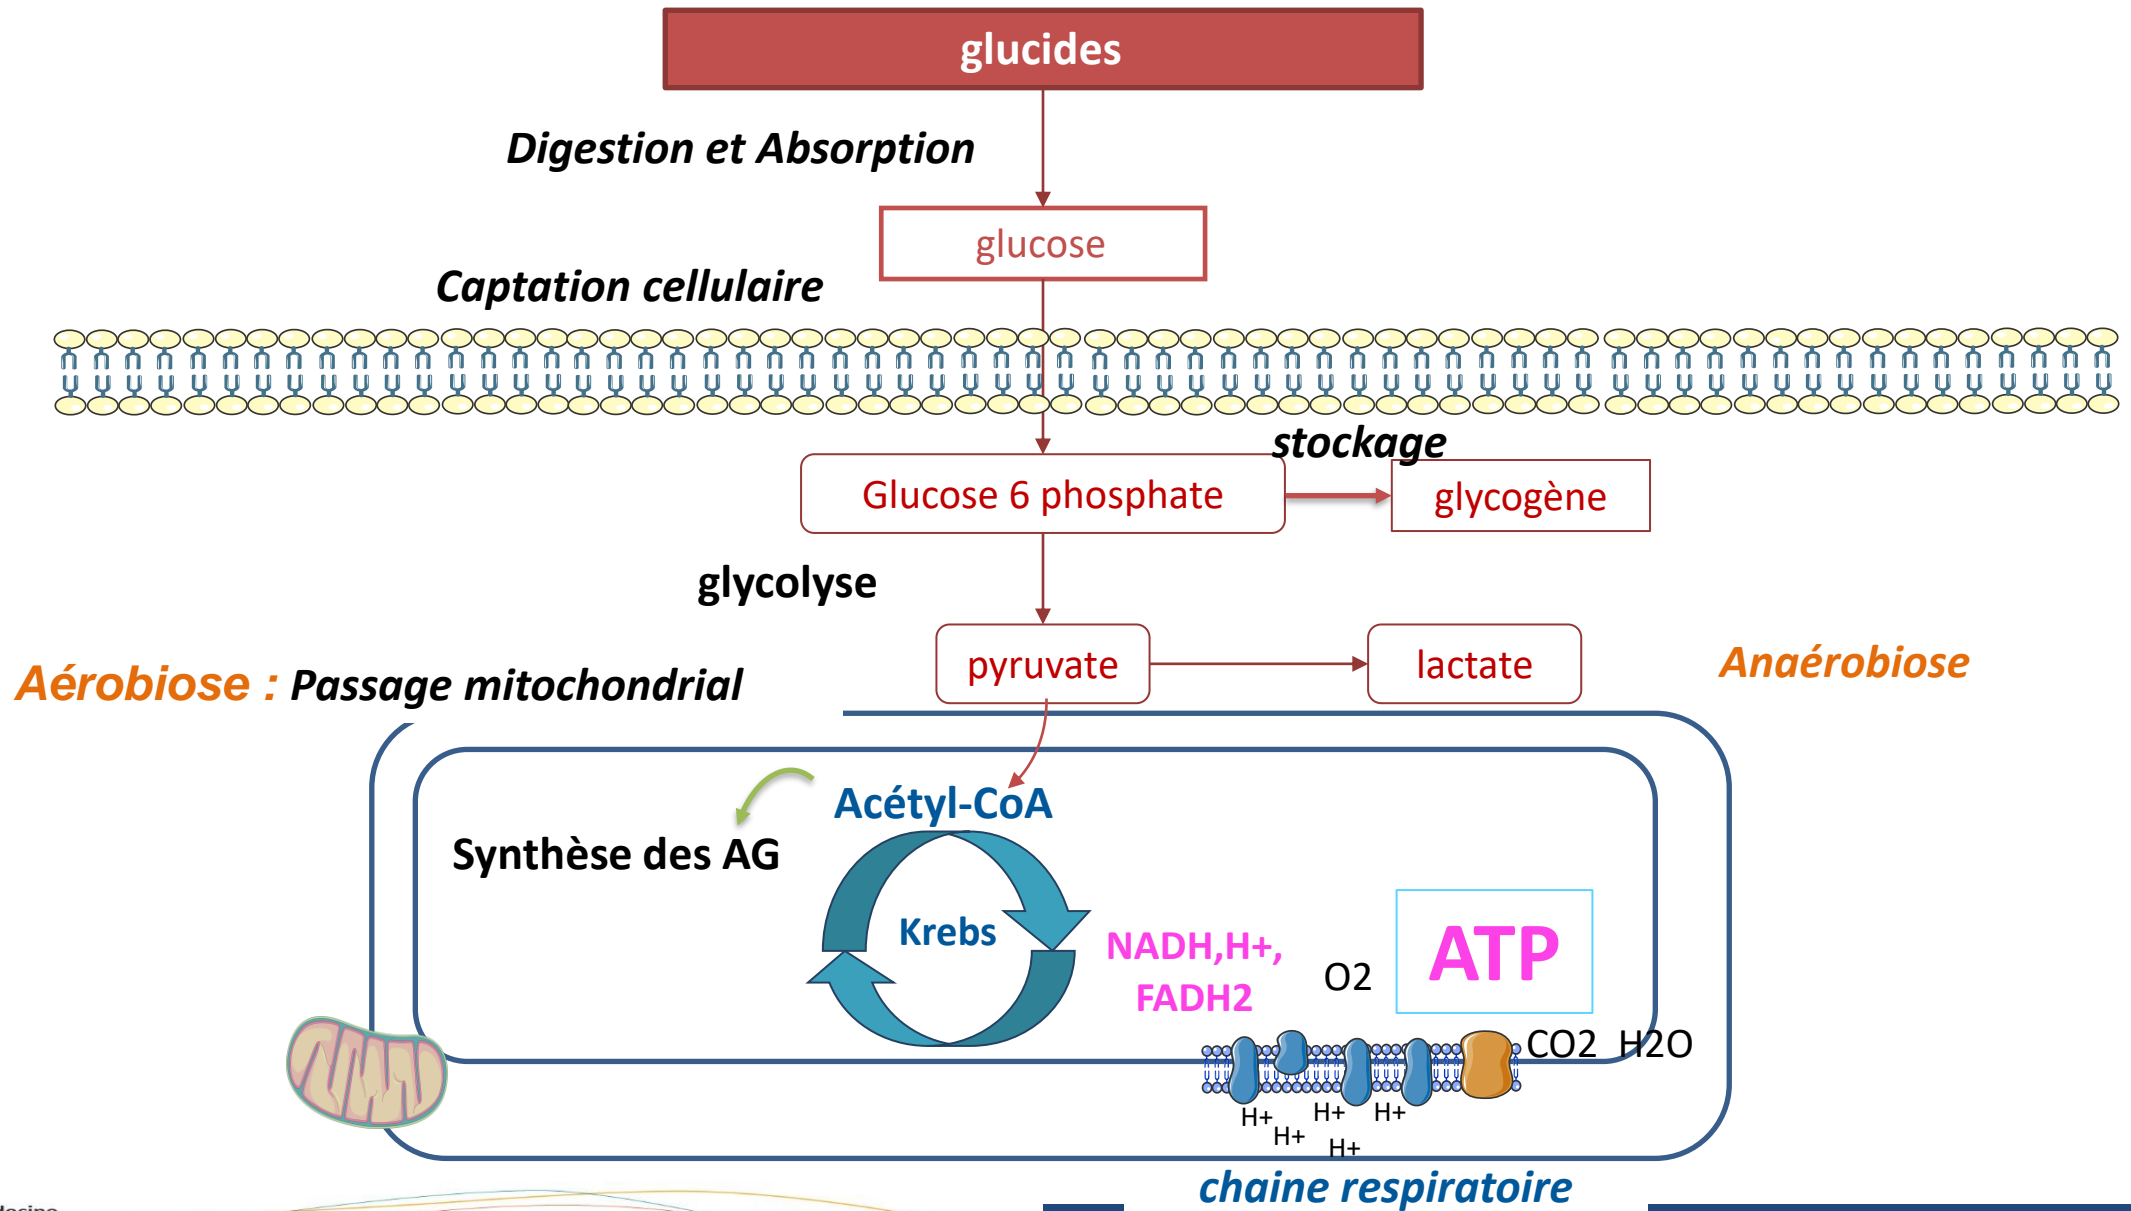 glucides
Digestion et Absorption
glucose
Captation cellulaire
stockage
Glucose 6 phosphate
glycogène
glycolyse
pyruvate
lactate
Anaérobiose
Aérobiose : Passage mitochondrial
Acétyl-CoA
Synthèse des AG
Krebs
NADH,H+,
FADH2
O2
ATP
CO2 H2O
H+
H+
H+
H+
H+
chaine respiratoire